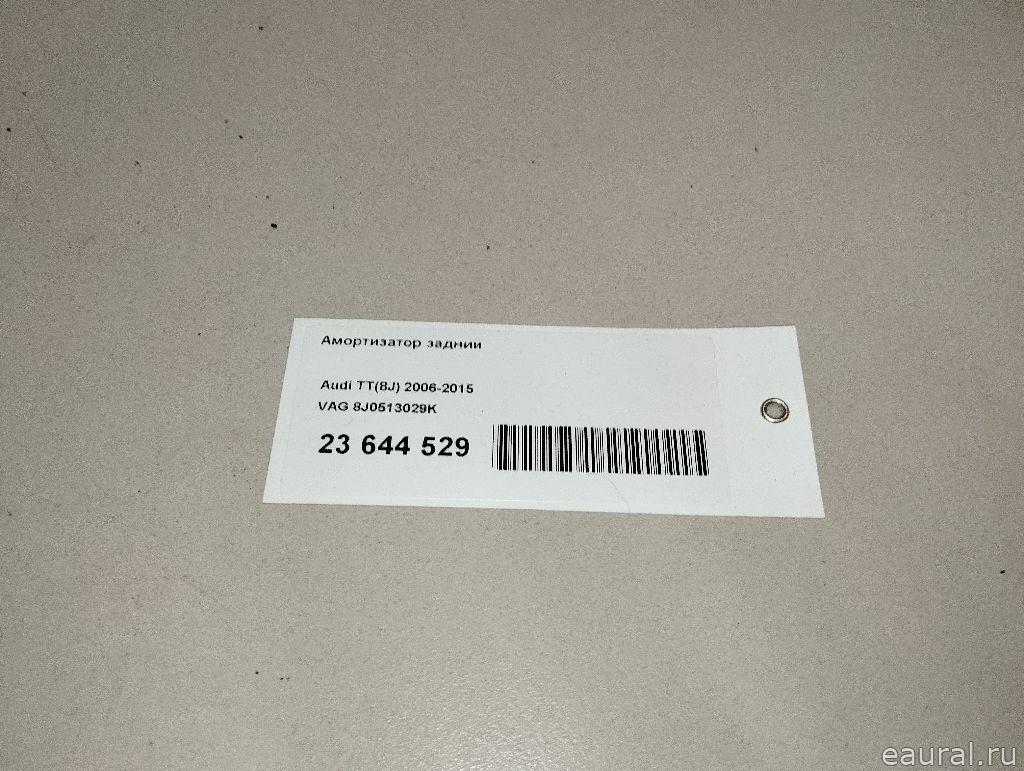 Амортизатор задний
Audi TT(8J) 2006-2015
VAG 8J0513029K
23 644 529
eaural.ru